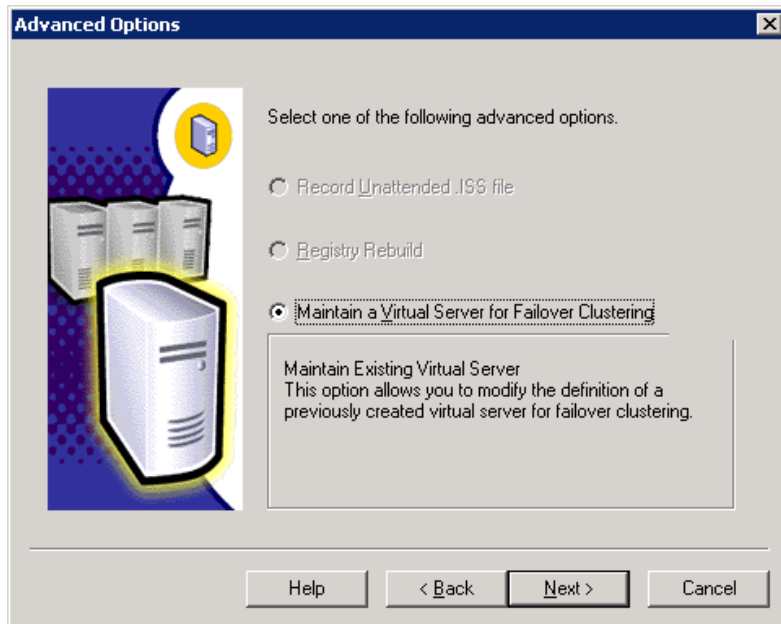 Advanced Options
Select one of the following advanced options.
Record Unattended .ISS file
Registry Rebuild
Maintain a Virtual Server for Failover Clustering
Maintain Existing Virtual Server
This option allows you to modify the definition of a
previously created virtual server for failover clustering.
Help
< Back
Next >
Cancel